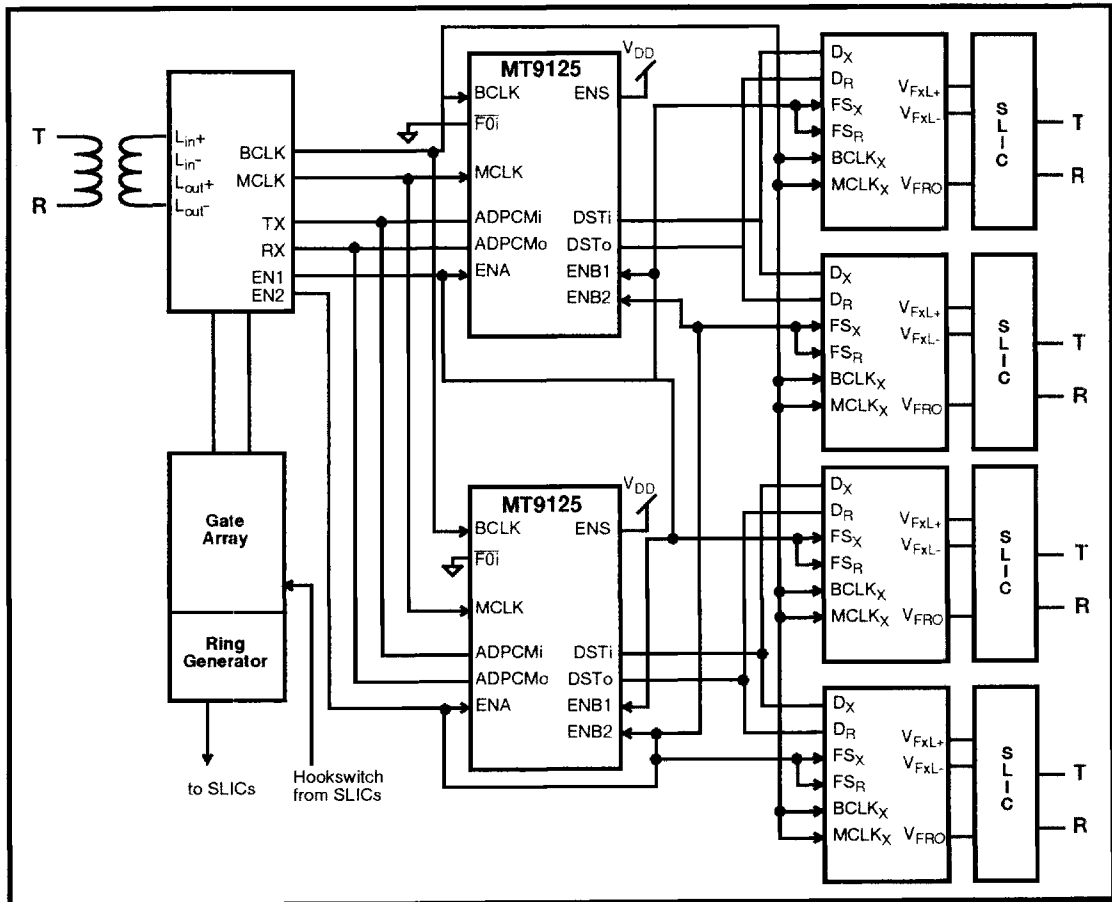 T
R
Lin+
Lin-
Lout+
Lout-
BCLK
MCLK
TX
RX
EN1
EN2
Gate
Array
Ring
Generator
to SLICs
Hookswitch
from SLICs
MT9125
VDD
BCLK
ENS
F0i
MCLK
ADPCMi
DSTi
ADPCMo
DSTo
ENA
ENB1
ENB2
MT9125
VDD
BCLK
ENS
F0i
MCLK
ADPCMi
DSTi
ADPCMo
DSTo
ENA
ENB1
ENB2
DX
DR
VFxL+
FSX
VFxL-
FSR
BCLKX
MCLKX
VFRO
SLIC
T
R
DX
DR
VFxL+
FSX
VFxL-
FSR
BCLKX
MCLKX
VFRO
SLIC
T
R
DX
DR
VFxL+
FSX
VFxL-
FSR
BCLKX
MCLKX
VFRO
SLIC
T
R
DX
DR
VFxL+
FSX
VFxL-
FSR
BCLKX
MCLKX
VFRO
SLIC
T
R